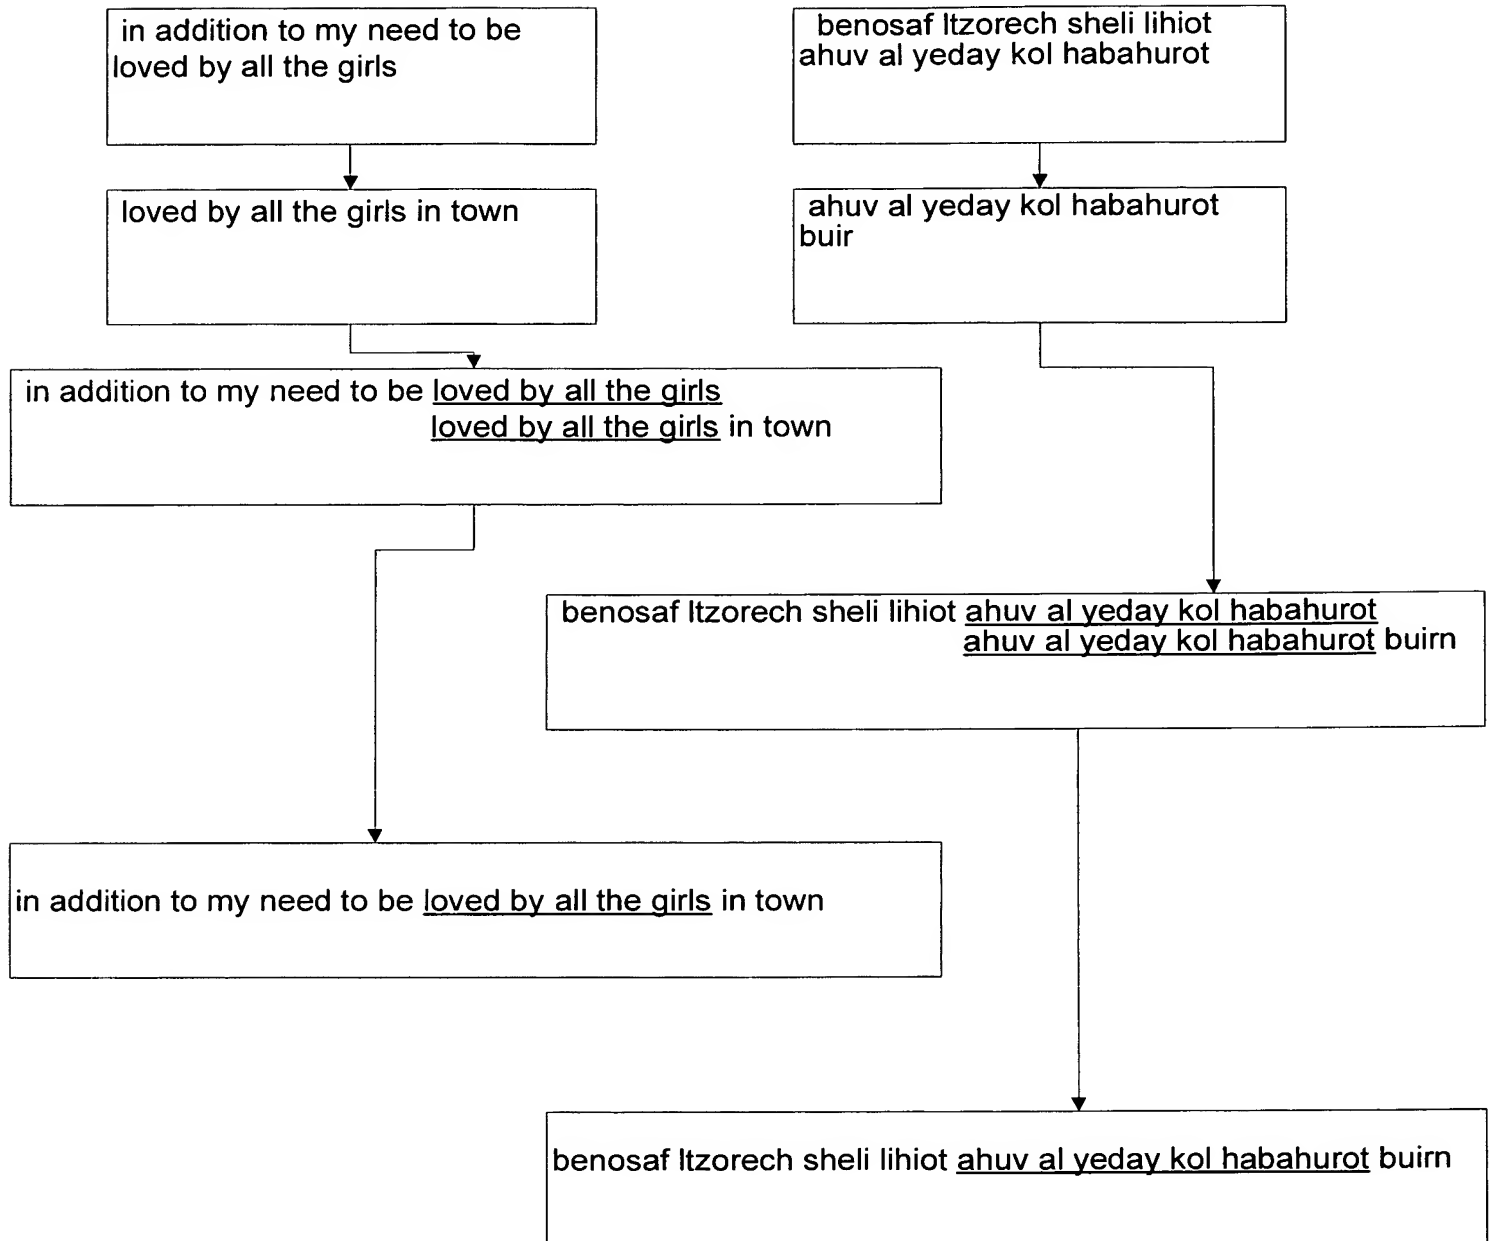 in addition to my need to be
loved by all the girls
benosaf ltzorech sheli lihiot
ahuv al yeday kol habahurot
loved by all the girls in town
ahuv al yeday kol habahurot
buir
in addition to my need to be loved by all the girls
loved by all the girls in town
benosaf ltzorech sheli lihiot ahuv al yeday kol habahurot
ahuv al yeday kol habahurot buirn
in addition to my need to be loved by all the girls in town
benosaf ltzorech sheli lihiot ahuv al yeday kol habahurot buirn